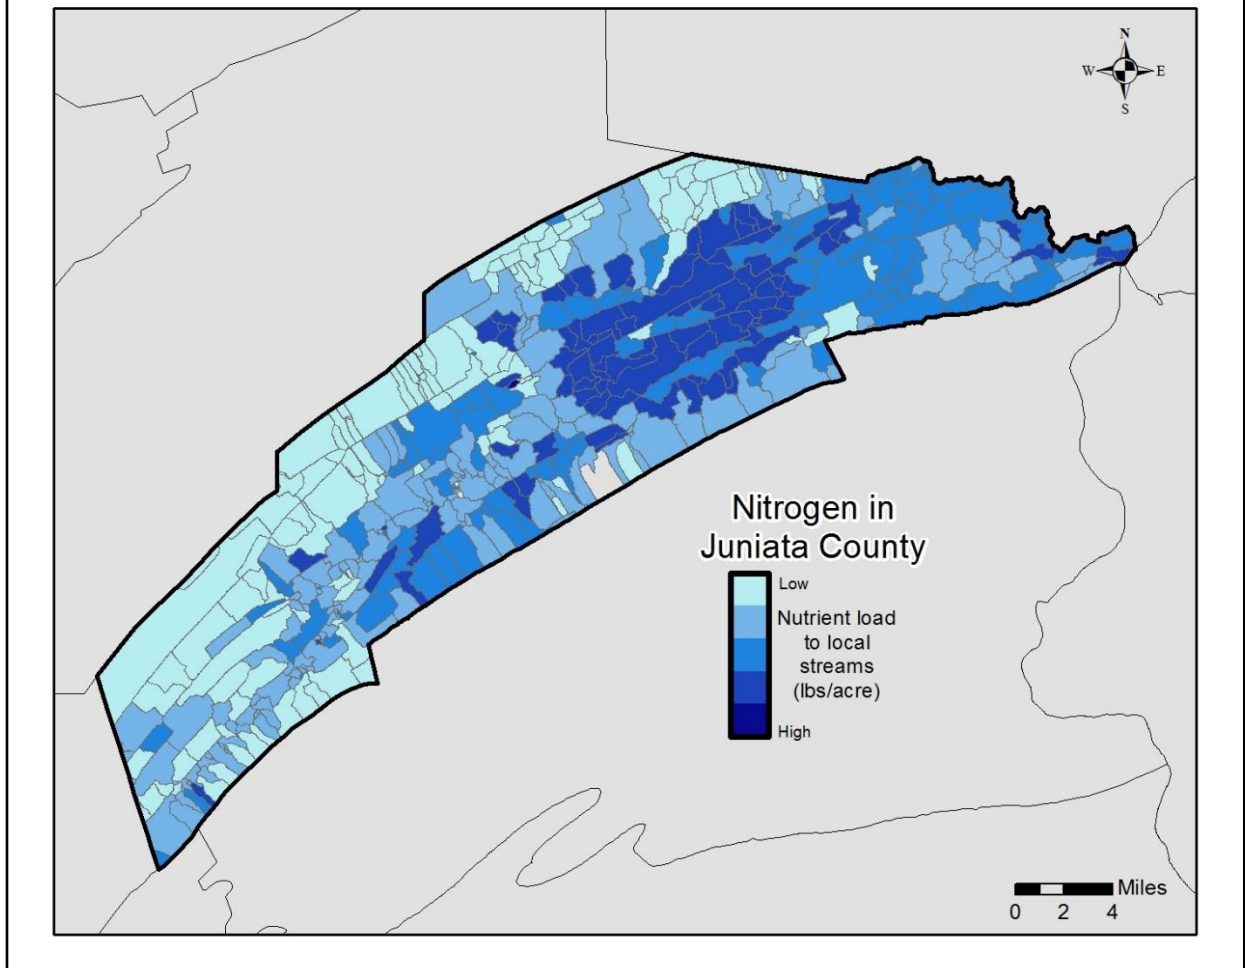 N
W E
S
Nitrogen in
Juniata County
Low
Nutrient load
to local
streams
(lbs/acre)
High
Miles
0 2 4